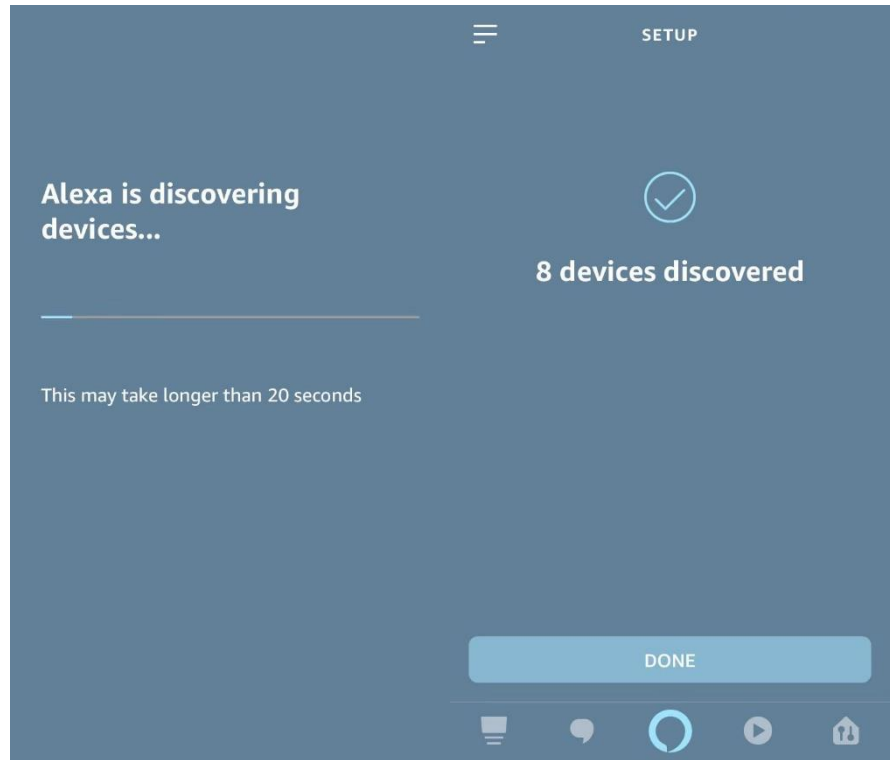 Alexa is discovering
devices...
This may take longer than 20 seconds
SETUP
8 devices discovered
DONE